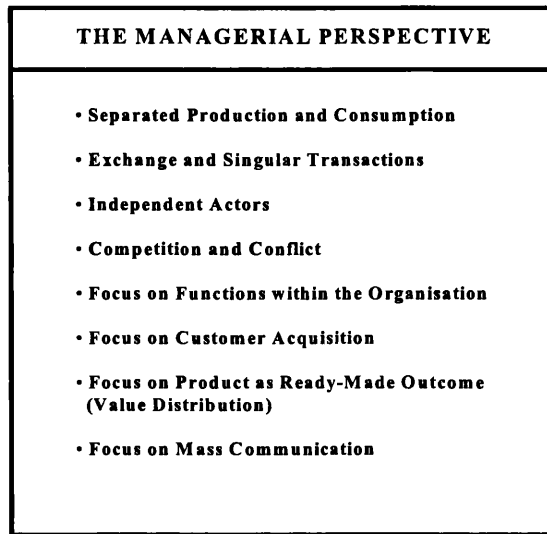 THE MANAGERIAL PERSPECTIVE
• Separated Production and Consumption
• Exchange and Singular Transactions
• Independent Actors
• Competition and Conflict
• Focus on Functions within the Organisation
• Focus on Customer Acquisition
• Focus on Product as Ready-Made Outcome
(Value Distribution)
• Focus on Mass Communication